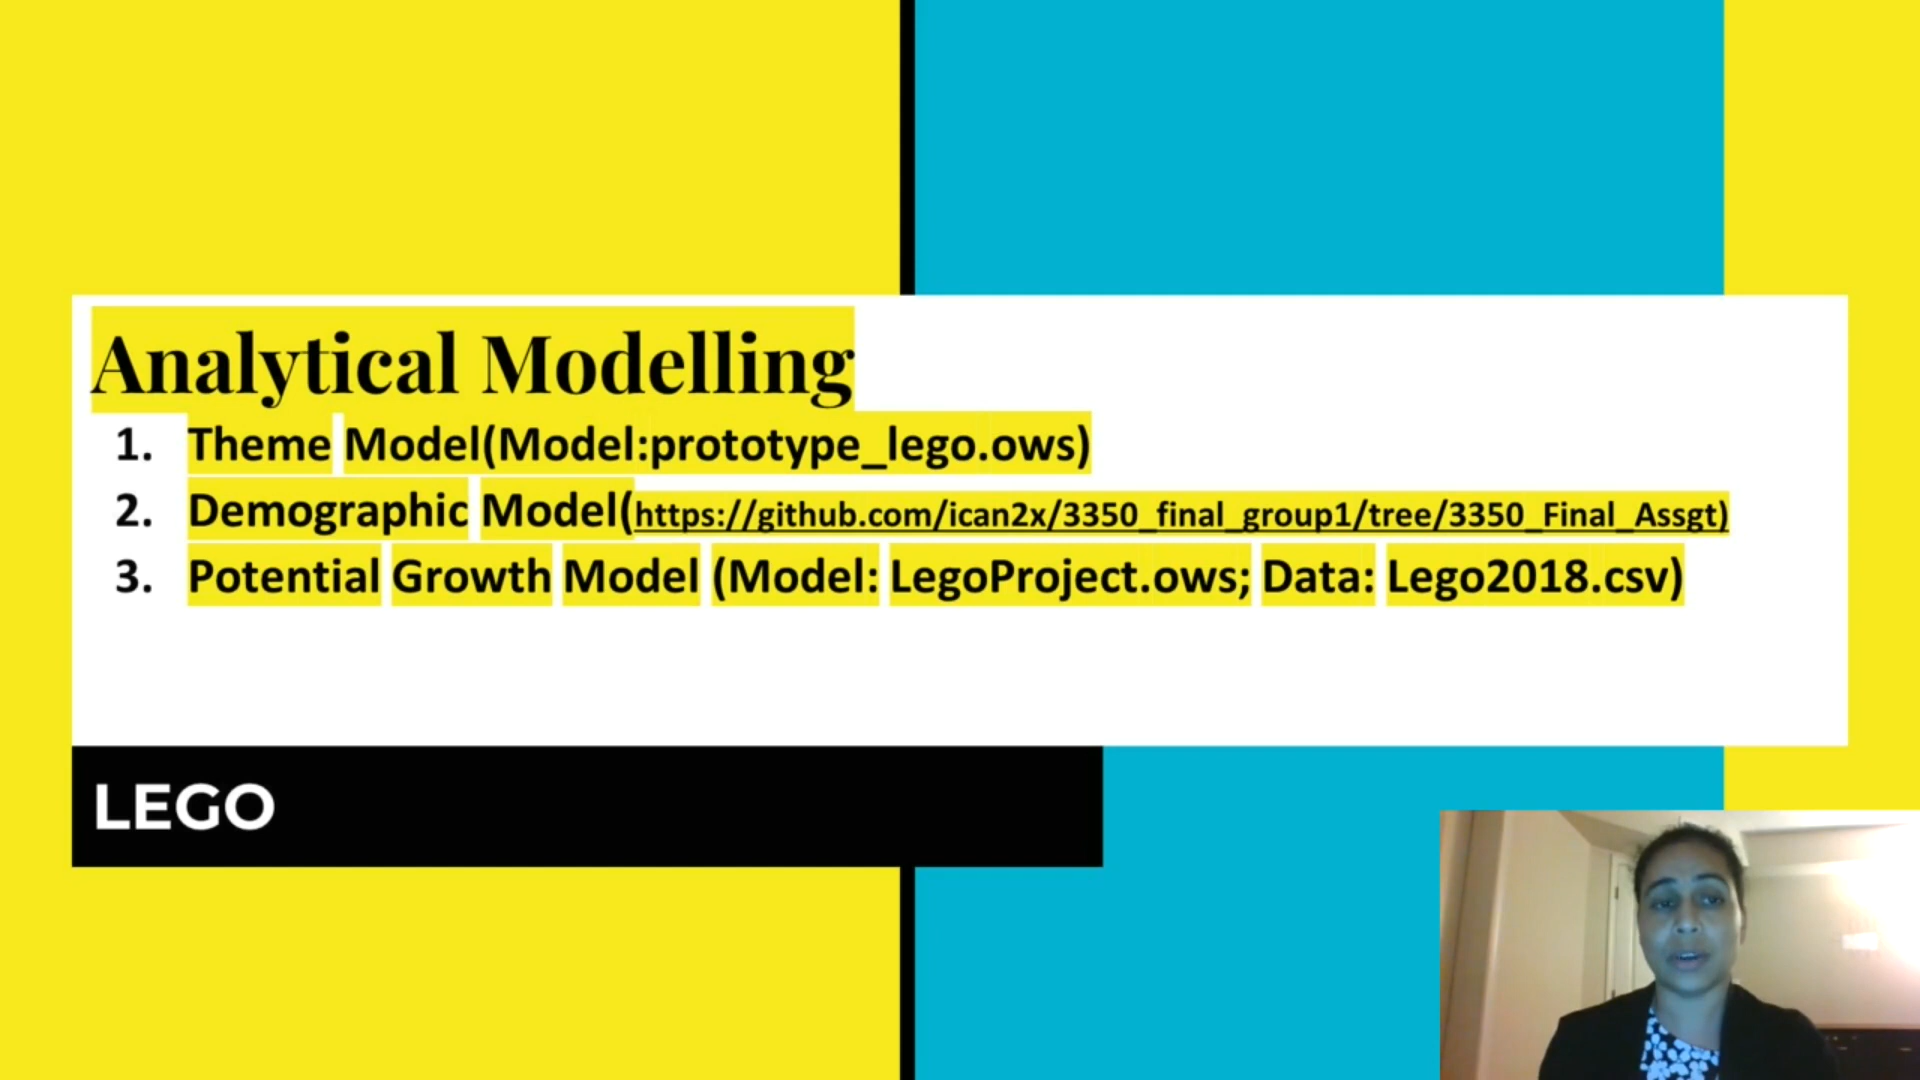 Analytical Modelling
1. Theme Model(Model:prototype_lego.ows)
2. Demographic Model(https://github.com/ican2x/3350_final_group1/tree/3350_Final_Assgt)
3. Potential Growth Model (Model: LegoProject.ows; Data: Lego2018.csv)
LEGO